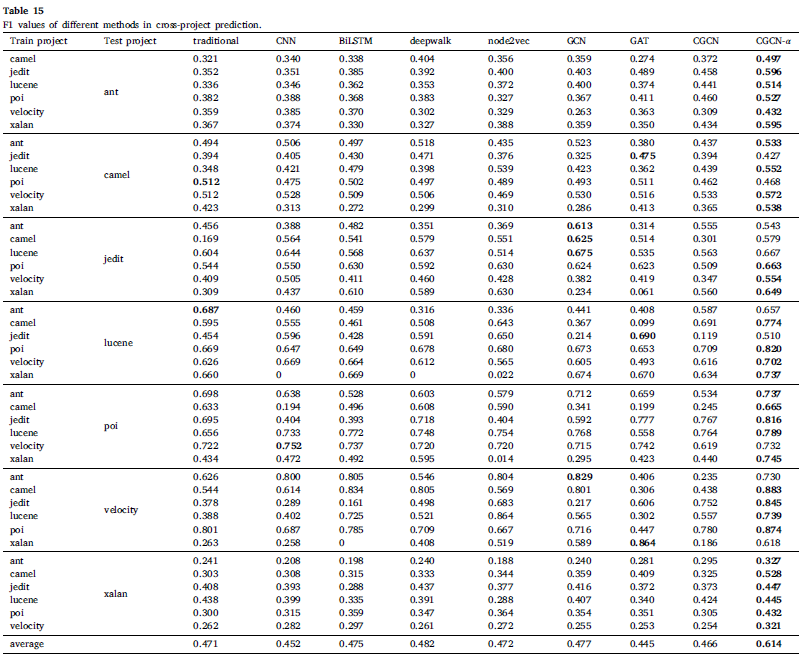 Table 15
F1 values of different methods in cross-project prediction.
Train project Test project traditional CNN BiLSTM deepwalk node2vec GCN GAT CGCN CGCN-α
camel 0.321 0.340 0.338 0.404 0.356 0.359 0.274 0.372 0.497
jedit 0.352 0.351 0.385 0.392 0.400 0.403 0.489 0.458 0.596
lucene 0.336 0.346 0.362 0.353 0.372 0.400 0.374 0.441 0.514
ant
poi 0.382 0.388 0.368 0.383 0.327 0.367 0.411 0.460 0.527
velocity 0.359 0.385 0.370 0.302 0.329 0.263 0.363 0.309 0.432
xalan 0.367 0.374 0.330 0.327 0.388 0.359 0.350 0.434 0.595
ant 0.494 0.506 0.497 0.518 0.435 0.523 0.380 0.437 0.533
jedit 0.394 0.405 0.430 0.471 0.376 0.325 0.475 0.394 0.427
lucene 0.348 0.421 0.479 0.398 0.539 0.423 0.362 0.439 0.552
camel
poi 0.512 0.475 0.502 0.497 0.489 0.493 0.511 0.462 0.468
velocity 0.512 0.528 0.509 0.506 0.469 0.530 0.516 0.533 0.572
xalan 0.423 0.313 0.272 0.299 0.310 0.286 0.413 0.365 0.538
ant 0.456 0.388 0.482 0.351 0.369 0.613 0.314 0.555 0.543
camel 0.169 0.564 0.541 0.579 0.551 0.625 0.514 0.301 0.579
lucene 0.604 0.644 0.568 0.637 0.514 0.675 0.535 0.563 0.667
jedit
poi 0.544 0.550 0.630 0.592 0.630 0.624 0.623 0.509 0.663
velocity 0.409 0.505 0.411 0.460 0.428 0.382 0.419 0.347 0.554
xalan 0.309 0.437 0.610 0.589 0.630 0.234 0.061 0.560 0.649
ant 0.687 0.460 0.459 0.316 0.336 0.441 0.408 0.587 0.657
camel 0.595 0.555 0.461 0.508 0.643 0.367 0.099 0.691 0.774
jedit 0.454 0.596 0.428 0.591 0.650 0.214 0.690 0.119 0.510
lucene
poi 0.669 0.647 0.649 0.678 0.680 0.673 0.653 0.709 0.820
velocity 0.626 0.669 0.664 0.612 0.565 0.605 0.493 0.616 0.702
xalan 0.660 0 0.669 0 0.022 0.674 0.670 0.634 0.737
ant 0.698 0.638 0.528 0.603 0.579 0.712 0.659 0.534 0.737
camel 0.633 0.194 0.496 0.608 0.590 0.341 0.199 0.245 0.665
jedit 0.695 0.404 0.393 0.718 0.404 0.592 0.777 0.767 0.816
poi
lucene 0.656 0.733 0.772 0.748 0.754 0.768 0.558 0.764 0.789
velocity 0.722 0.752 0.737 0.720 0.720 0.715 0.742 0.619 0.732
xalan 0.434 0.472 0.492 0.595 0.014 0.295 0.423 0.440 0.745
ant 0.626 0.800 0.805 0.546 0.804 0.829 0.406 0.235 0.730
camel 0.544 0.614 0.834 0.805 0.569 0.801 0.306 0.438 0.883
jedit 0.378 0.289 0.161 0.498 0.683 0.217 0.606 0.752 0.845
velocity
lucene 0.388 0.402 0.725 0.521 0.864 0.565 0.302 0.557 0.739
poi 0.801 0.687 0.785 0.709 0.667 0.716 0.447 0.780 0.874
xalan 0.263 0.258 0 0.408 0.519 0.589 0.864 0.186 0.618
ant 0.241 0.208 0.198 0.240 0.188 0.240 0.281 0.295 0.327
camel 0.303 0.308 0.315 0.333 0.344 0.359 0.409 0.325 0.528
jedit 0.408 0.393 0.288 0.437 0.377 0.416 0.372 0.373 0.447
xalan
lucene 0.438 0.399 0.335 0.391 0.288 0.407 0.340 0.424 0.445
poi 0.300 0.315 0.359 0.347 0.364 0.354 0.351 0.305 0.432
velocity 0.262 0.282 0.297 0.261 0.272 0.255 0.253 0.254 0.321
average 0.471 0.452 0.475 0.482 0.472 0.477 0.445 0.466 0.614